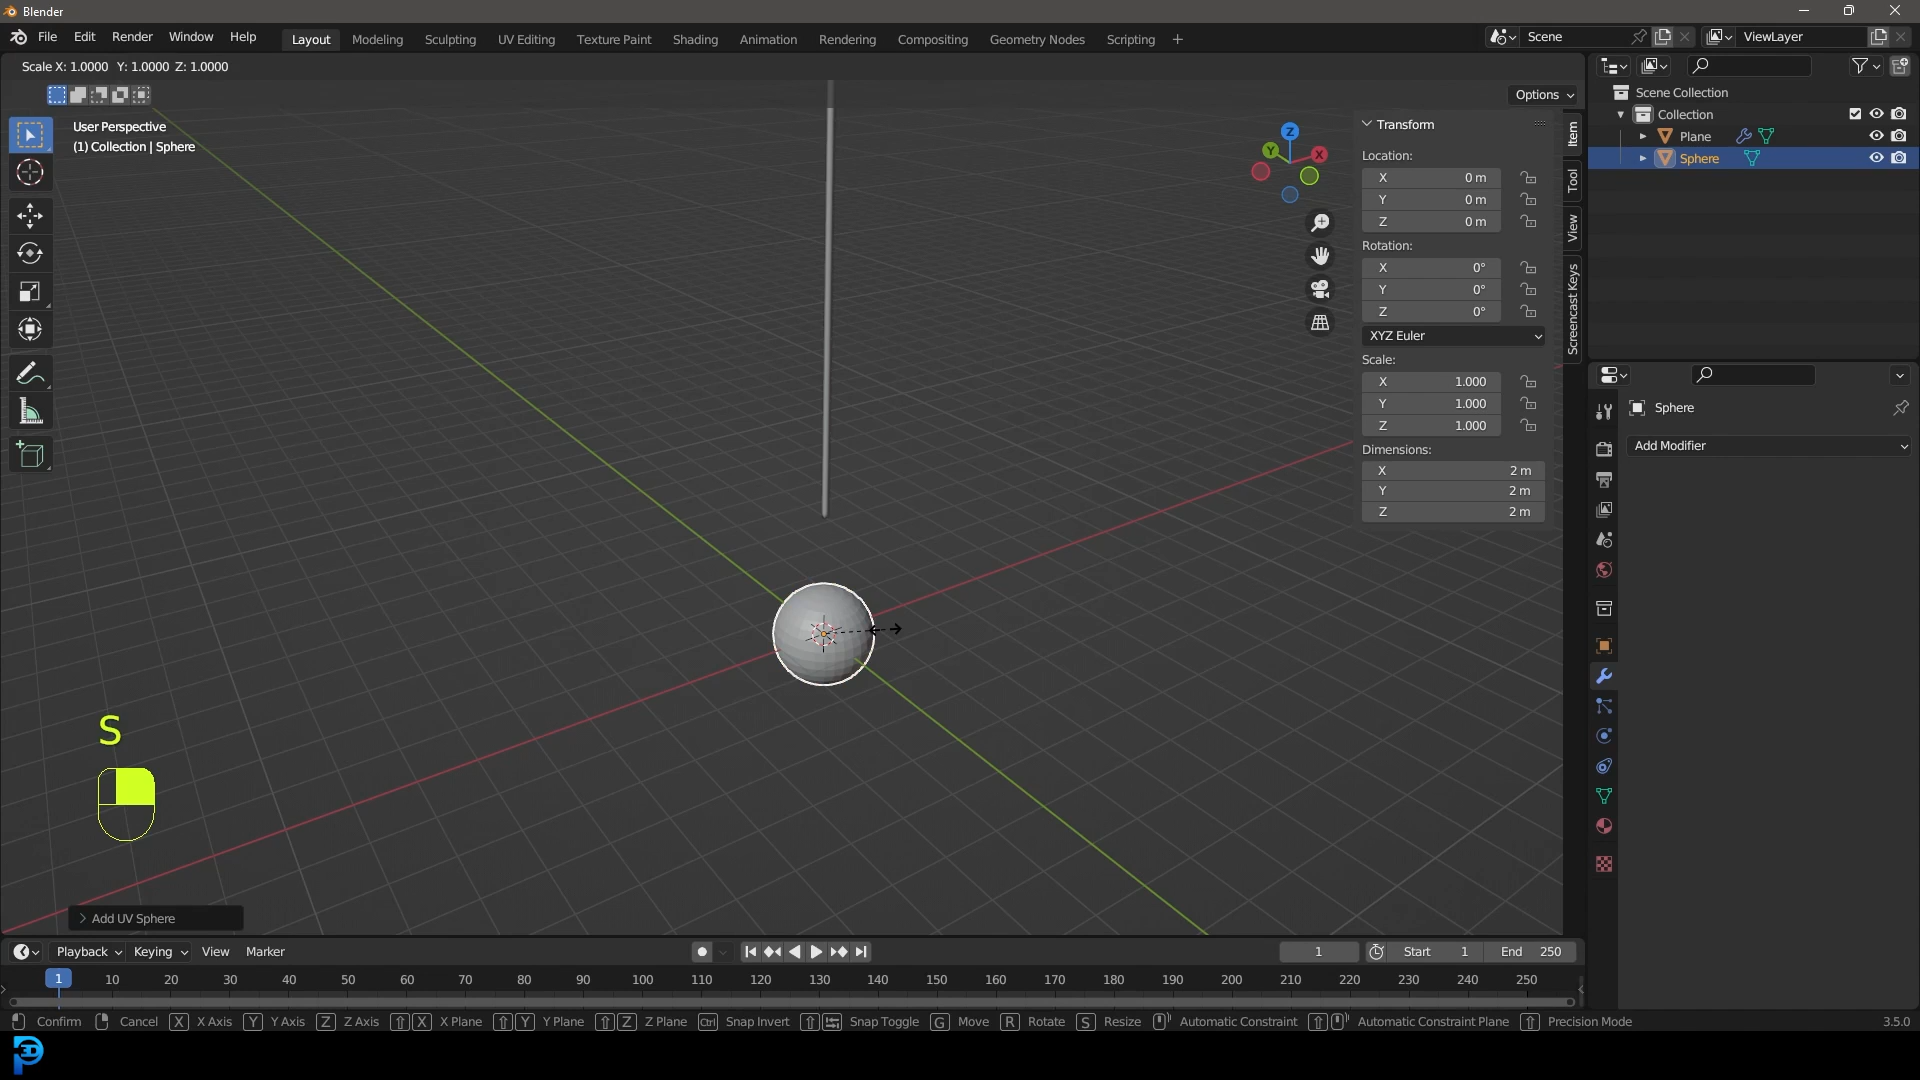 Blender
File Edit Render Window Help Layout Modeling Sculpting UV Editing Texture Paint Shading Animation Rendering Compositing Geometry Nodes Scripting + Scene ViewLayer
Scale X: 1.0000 Y: 1.0000 Z: 1.0000
Options
User Perspective
(1) Collection | Sphere
Z
Y
X
Transform
Location:
X 0 m
Y 0 m
Z 0 m
Rotation:
X 0°
Y 0°
Z 0°
XYZ Euler
Scale:
X 1.000
Y 1.000
Z 1.000
Dimensions:
X 2 m
Y 2 m
Z 2 m
Item
Tool
View
Screencast Keys
Scene Collection
Collection
Plane
Sphere
Sphere
Add Modifier
S
Add UV Sphere
Playback Keying View Marker 1 Start 1 End 250
1 10 20 30 40 50 60 70 80 90 100 110 120 130 140 150 160 170 180 190 200 210 220 230 240 250
Confirm Cancel X X Axis Y Y Axis Z Z Axis X X Plane Y Y Plane Z Z Plane Ctrl Snap Invert Snap Toggle G Move R Rotate S Resize Automatic Constraint Automatic Constraint Plane Precision Mode 3.5.0
P3D